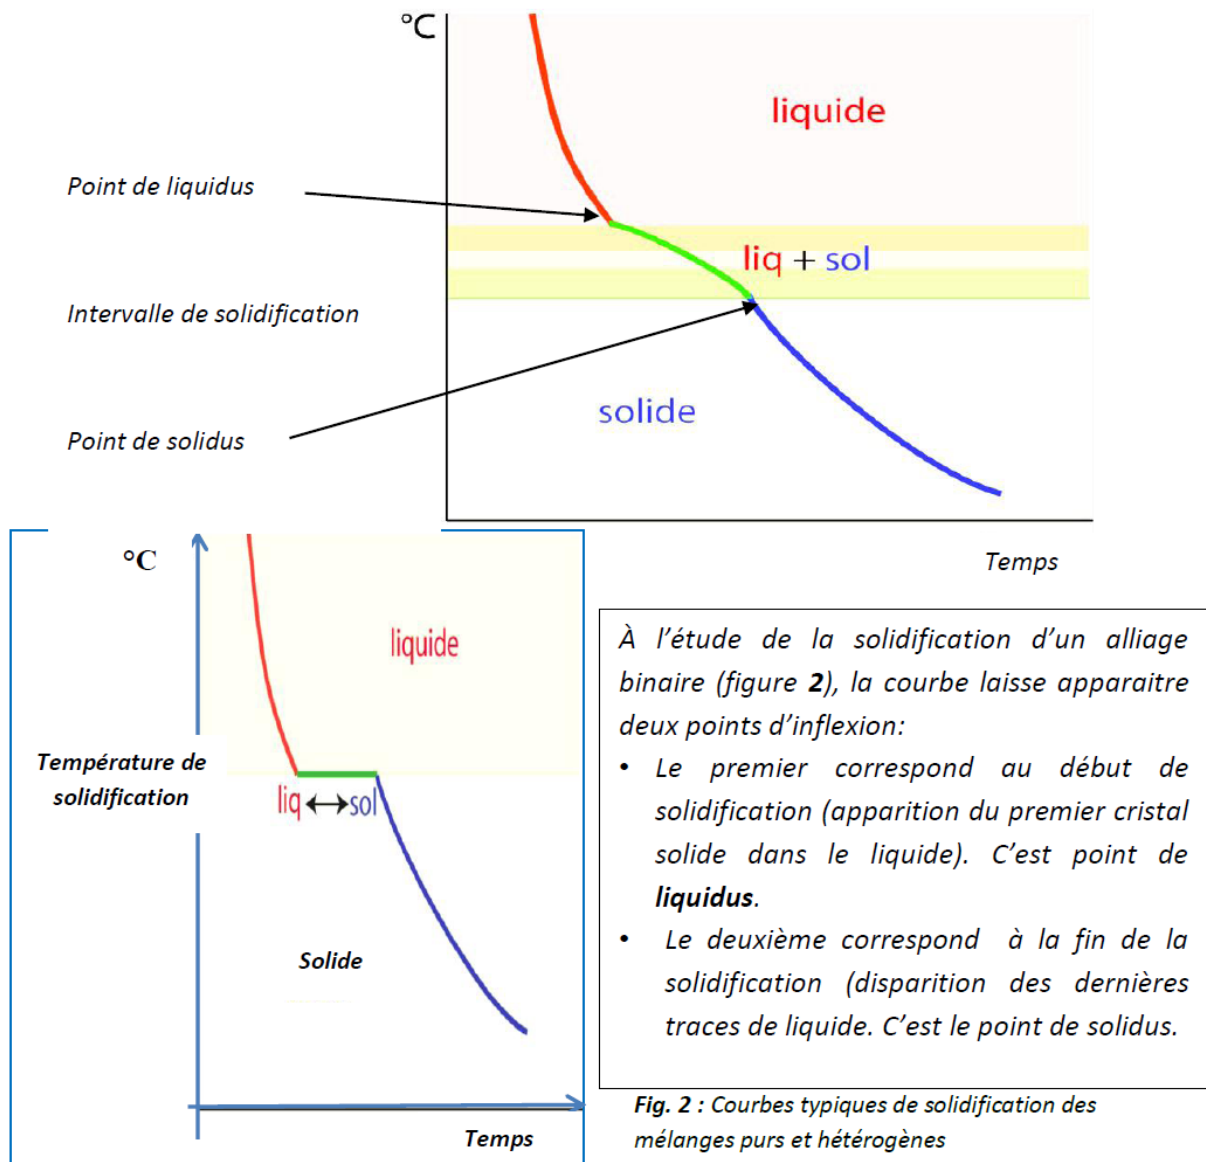 °C
liquide
Point de liquidus
liq + sol
Intervalle de solidification
solide
Point de solidus
Temps
°C
liquide
Température de
solidification
liq ↔ sol
Solide
Temps
À l’étude de la solidification d’un alliage
binaire (figure 2), la courbe laisse apparaitre
deux points d’inflexion:
• Le premier correspond au début de
solidification (apparition du premier cristal
solide dans le liquide). C’est point de
liquidus.
• Le deuxième correspond à la fin de la
solidification (disparition des dernières
traces de liquide. C’est le point de solidus.
Fig. 2 : Courbes typiques de solidification des
mélanges purs et hétérogènes